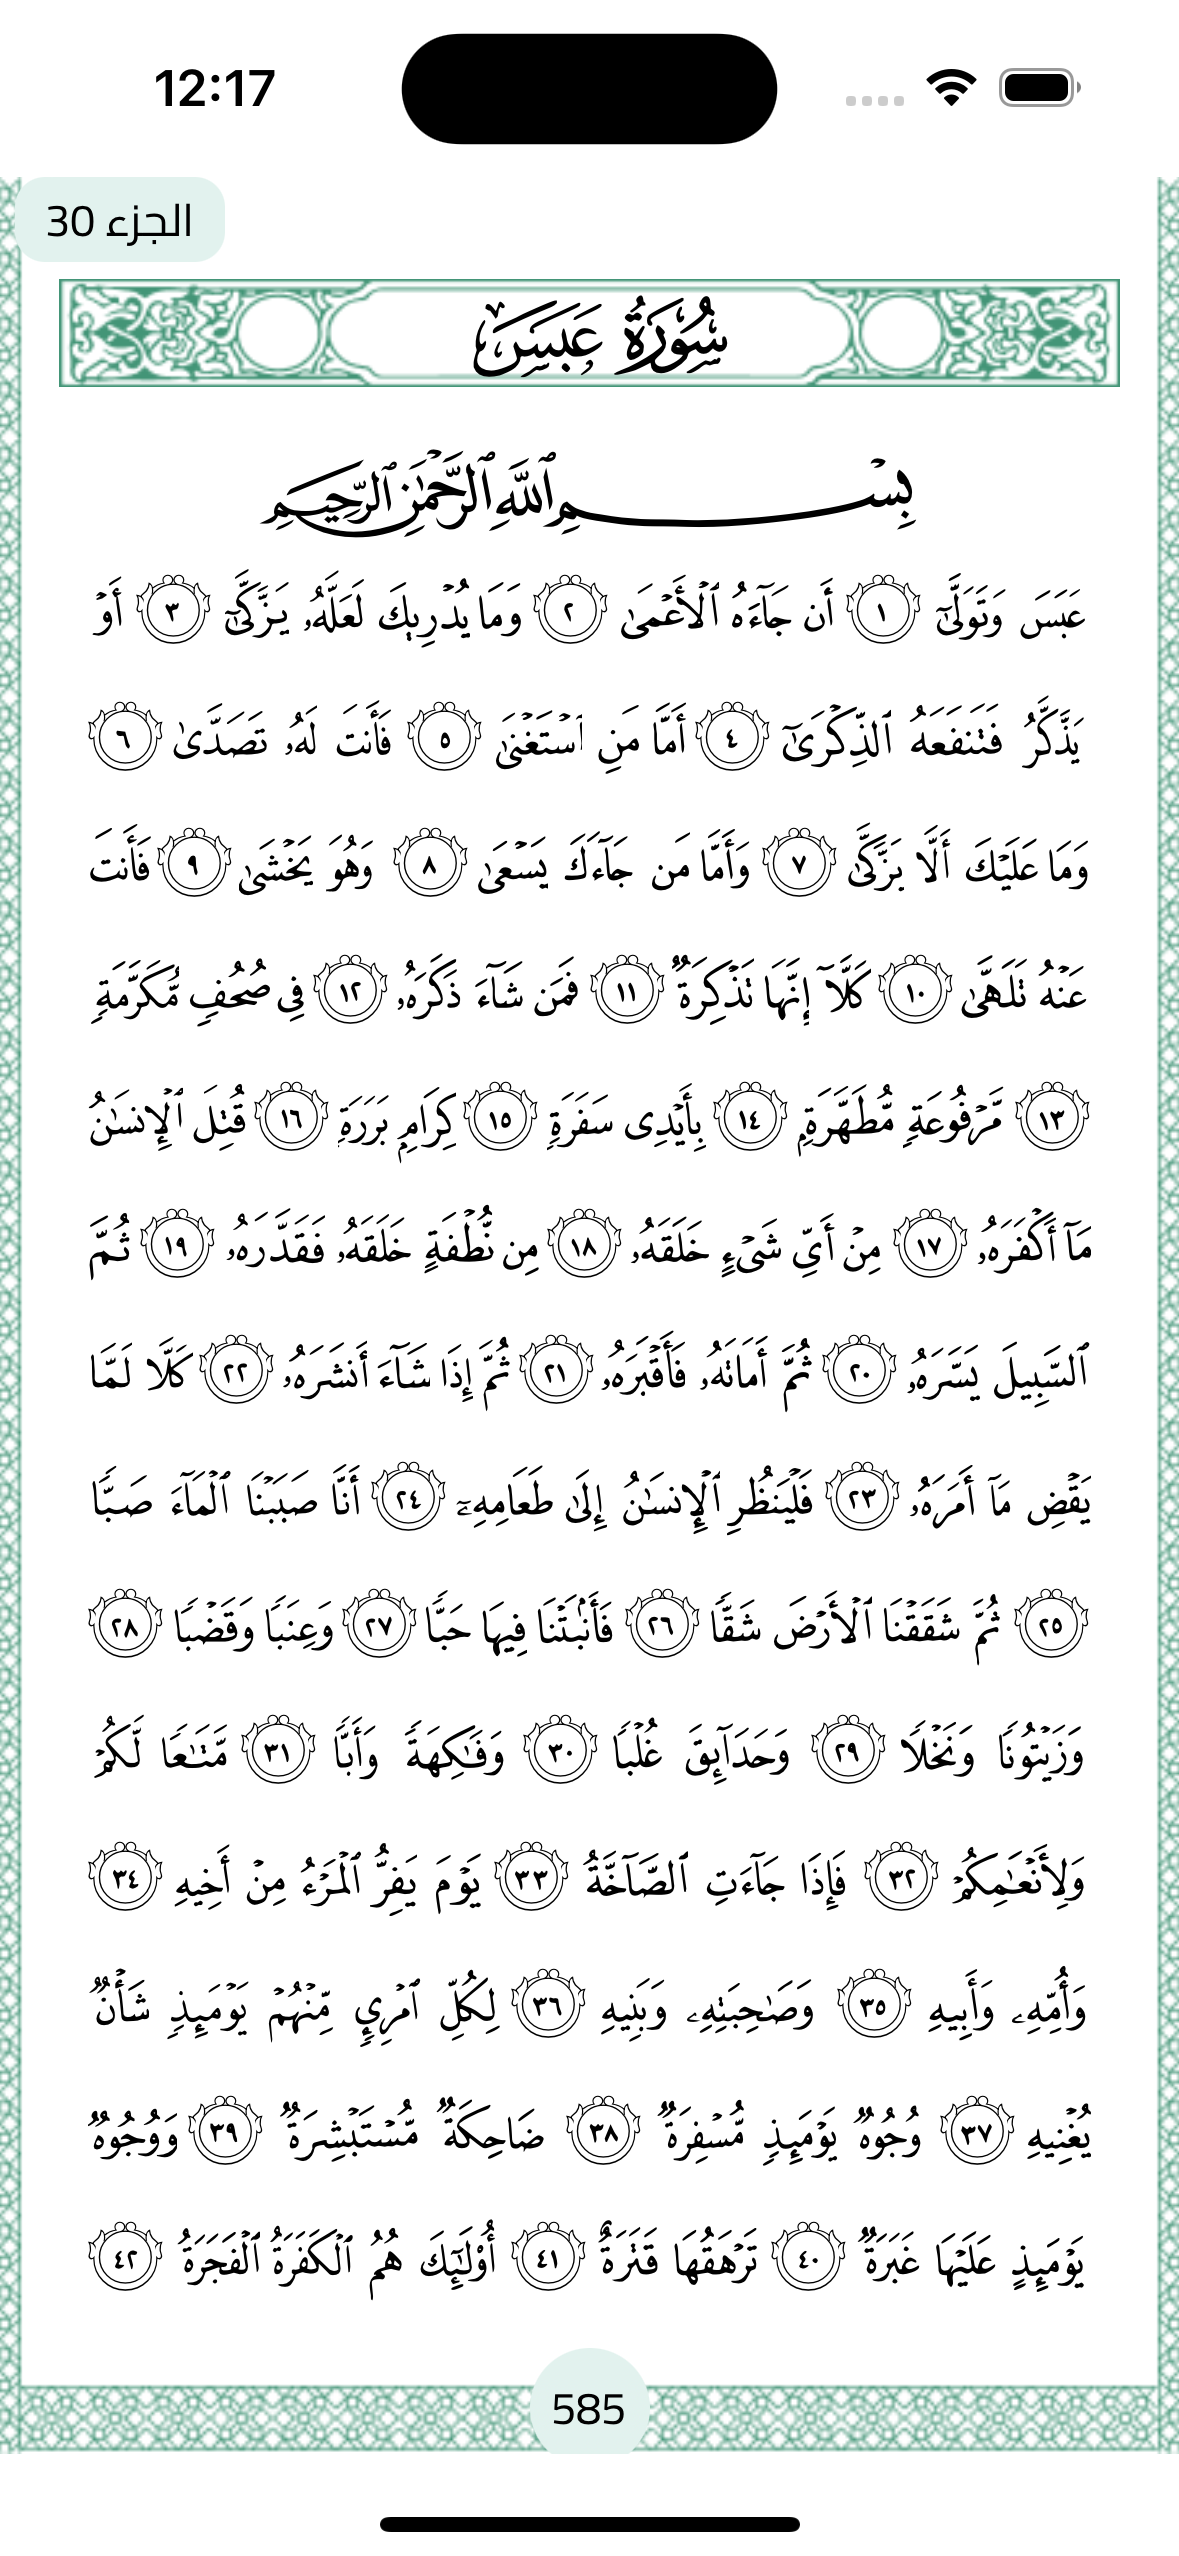 12:17
الجزء 30
سُورَةُ عَبَسَ
بِسْمِ ٱللَّهِ ٱلرَّحْمَٰنِ ٱلرَّحِيمِ
عَبَسَ وَتَوَلَّىٰٓ ١ أَن جَآءَهُ ٱلْأَعْمَىٰ ٢ وَمَا يُدْرِيكَ لَعَلَّهُۥ يَزَّكَّىٰٓ ٣ أَوْ
يَذَّكَّرُ فَتَنفَعَهُ ٱلذِّكْرَىٰٓ ٤ أَمَّا مَنِ ٱسْتَغْنَىٰ ٥ فَأَنتَ لَهُۥ تَصَدَّىٰ ٦
وَمَا عَلَيْكَ أَلَّا يَزَّكَّىٰ ٧ وَأَمَّا مَن جَآءَكَ يَسْعَىٰ ٨ وَهُوَ يَخْشَىٰ ٩ فَأَنتَ
عَنْهُ تَلَهَّىٰ ١٠ كَلَّآ إِنَّهَا تَذْكِرَةٌ ١١ فَمَن شَآءَ ذَكَرَهُۥ ١٢ فِى صُحُفٍ مُّكَرَّمَةٍ
١٣ مَّرْفُوعَةٍ مُّطَهَّرَةٍۭ ١٤ بِأَيْدِى سَفَرَةٍ ١٥ كِرَامٍۭ بَرَرَةٍ ١٦ قُتِلَ ٱلْإِنسَٰنُ
مَآ أَكْفَرَهُۥ ١٧ مِنْ أَىِّ شَىْءٍ خَلَقَهُۥ ١٨ مِن نُّطْفَةٍ خَلَقَهُۥ فَقَدَّرَهُۥ ١٩ ثُمَّ
ٱلسَّبِيلَ يَسَّرَهُۥ ٢٠ ثُمَّ أَمَاتَهُۥ فَأَقْبَرَهُۥ ٢١ ثُمَّ إِذَا شَآءَ أَنشَرَهُۥ ٢٢ كَلَّا لَمَّا
يَقْضِ مَآ أَمَرَهُۥ ٢٣ فَلْيَنظُرِ ٱلْإِنسَٰنُ إِلَىٰ طَعَامِهِۦٓ ٢٤ أَنَّا صَبَبْنَا ٱلْمَآءَ صَبًّا
٢٥ ثُمَّ شَقَقْنَا ٱلْأَرْضَ شَقًّا ٢٦ فَأَنۢبَتْنَا فِيهَا حَبًّا ٢٧ وَعِنَبًا وَقَضْبًا ٢٨
وَزَيْتُونًا وَنَخْلًا ٢٩ وَحَدَآئِقَ غُلْبًا ٣٠ وَفَٰكِهَةً وَأَبًّا ٣١ مَّتَٰعًا لَّكُمْ
وَلِأَنْعَٰمِكُمْ ٣٢ فَإِذَا جَآءَتِ ٱلصَّآخَّةُ ٣٣ يَوْمَ يَفِرُّ ٱلْمَرْءُ مِنْ أَخِيهِ ٣٤
وَأُمِّهِۦ وَأَبِيهِ ٣٥ وَصَٰحِبَتِهِۦ وَبَنِيهِ ٣٦ لِكُلِّ ٱمْرِئٍ مِّنْهُمْ يَوْمَئِذٍ شَأْنٌ
يُغْنِيهِ ٣٧ وُجُوهٌ يَوْمَئِذٍ مُّسْفِرَةٌ ٣٨ ضَاحِكَةٌ مُّسْتَبْشِرَةٌ ٣٩ وَوُجُوهٌ
يَوْمَئِذٍ عَلَيْهَا غَبَرَةٌ ٤٠ تَرْهَقُهَا قَتَرَةٌ ٤١ أُو۟لَٰٓئِكَ هُمُ ٱلْكَفَرَةُ ٱلْفَجَرَةُ ٤٢
585